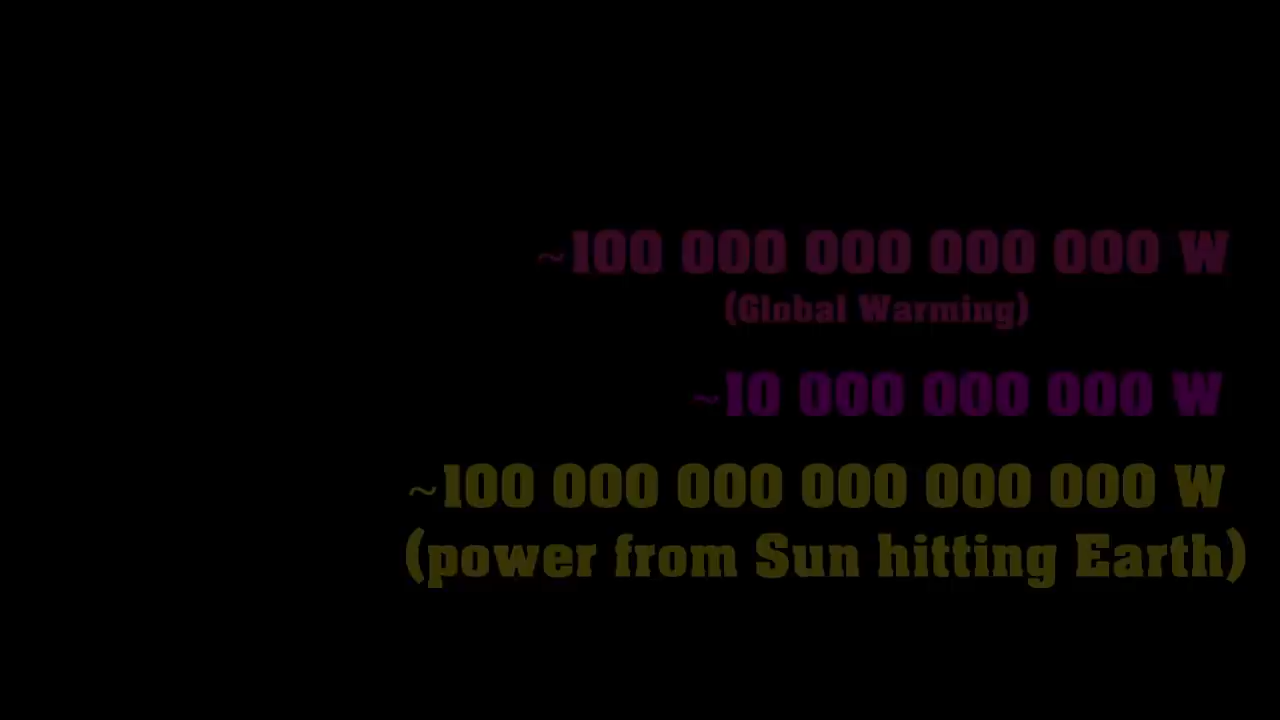 ~100 000 000 000 000 W
(Global Warming)
~10 000 000 000 W
~100 000 000 000 000 000 W
(power from Sun hitting Earth)